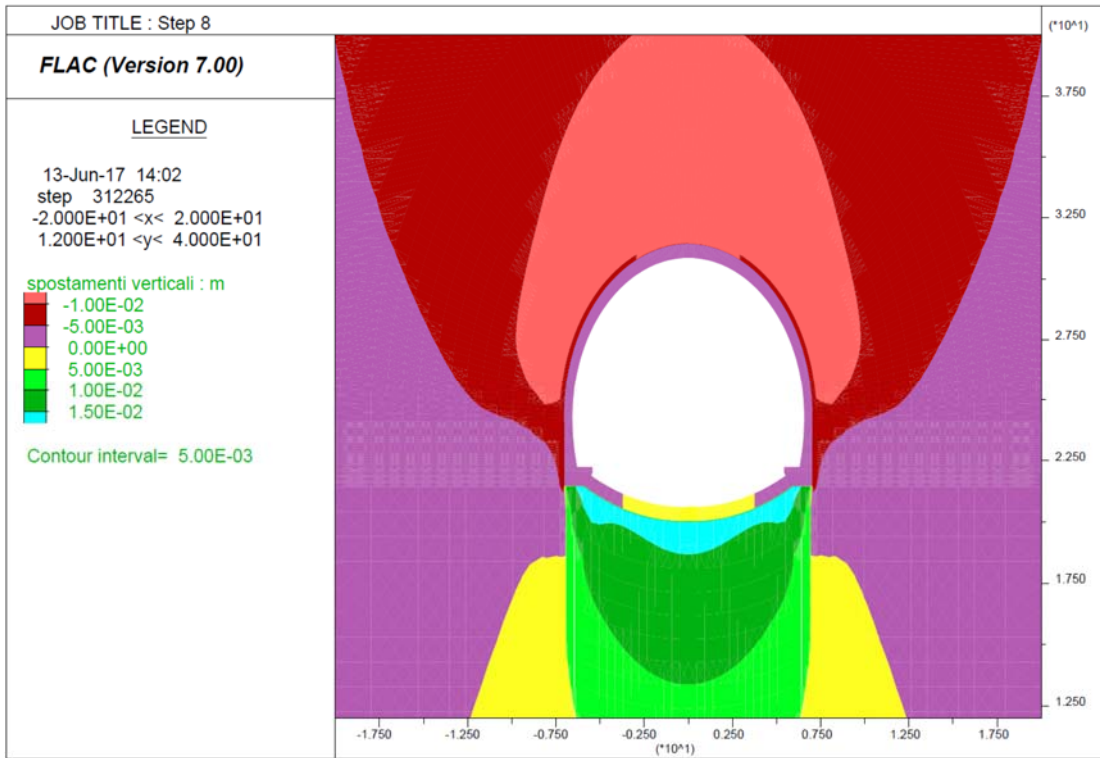 JOB TITLE : Step 8
(*10^1)
FLAC (Version 7.00)
LEGEND
13-Jun-17 14:02
step 312265
-2.000E+01 <x< 2.000E+01
1.200E+01 <y< 4.000E+01
spostamenti verticali : m
-1.00E-02
-5.00E-03
0.00E+00
5.00E-03
1.00E-02
1.50E-02
Contour interval= 5.00E-03
3.750
3.250
2.750
2.250
1.750
1.250
-1.750 -1.250 -0.750 -0.250 0.250 0.750 1.250 1.750
(*10^1)